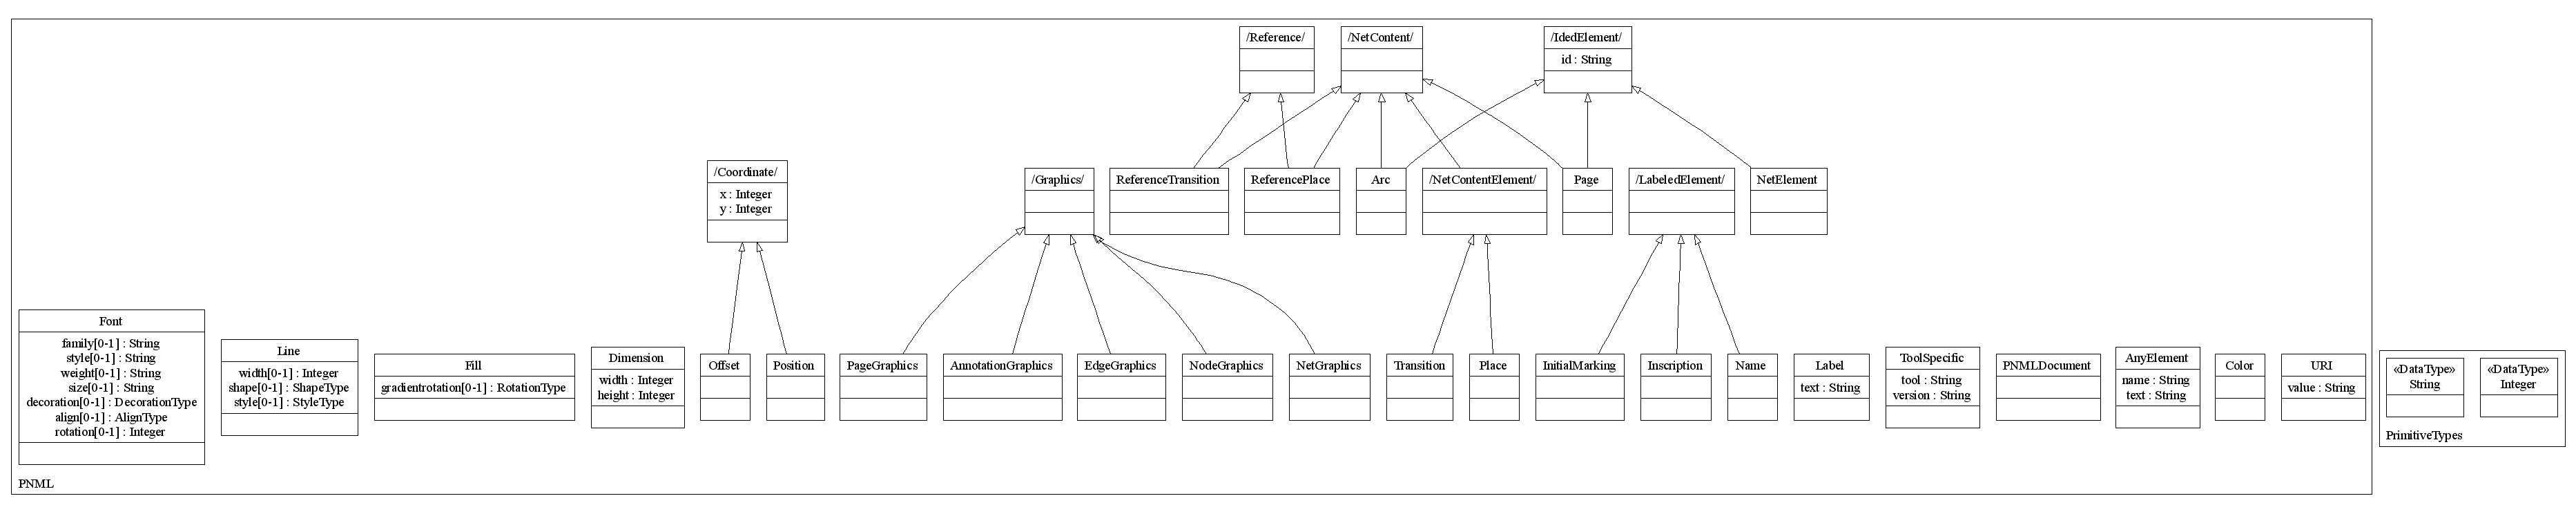 /Reference/
/NetContent/
/IdedElement/
id : String
/Coordinate/
x : Integer
y : Integer
/Graphics/
ReferenceTransition
ReferencePlace
Arc
/NetContentElement/
Page
/LabeledElement/
NetElement
Font
family[0-1] : String
style[0-1] : String
weight[0-1] : String
size[0-1] : String
decoration[0-1] : DecorationType
align[0-1] : AlignType
rotation[0-1] : Integer
Line
width[0-1] : Integer
shape[0-1] : ShapeType
style[0-1] : StyleType
Fill
gradientrotation[0-1] : RotationType
Dimension
width : Integer
height : Integer
Offset
Position
PageGraphics
AnnotationGraphics
EdgeGraphics
NodeGraphics
NetGraphics
Transition
Place
InitialMarking
Inscription
Name
Label
text : String
ToolSpecific
tool : String
version : String
PNMLDocument
AnyElement
name : String
text : String
Color
URI
value : String
PNML
«DataType»
String
«DataType»
Integer
PrimitiveTypes